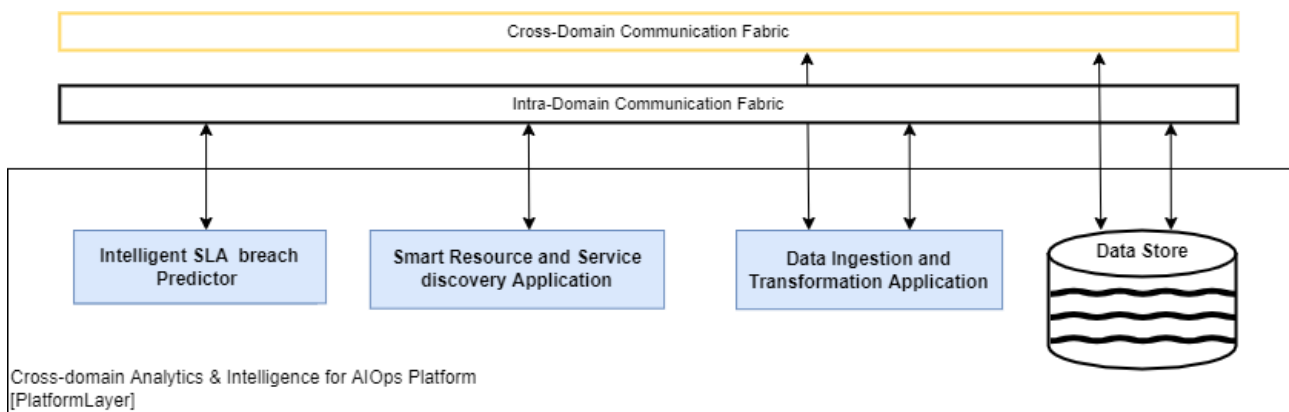 Cross-Domain Communication Fabric
Intra-Domain Communication Fabric
Intelligent SLA breach
Predictor
Smart Resource and Service
discovery Application
Data Ingestion and
Transformation Application
Data Store
Cross-domain Analytics & Intelligence for AIOps Platform
[PlatformLayer]